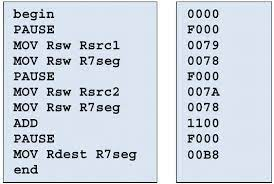 begin
PAUSE
MOV Rsw Rsrc1
MOV Rsw R7seg
PAUSE
MOV Rsw Rsrc2
MOV Rsw R7seg
ADD
PAUSE
MOV Rdest R7seg
end
0000
F000
0079
0078
F000
007A
0078
1100
F000
00B8